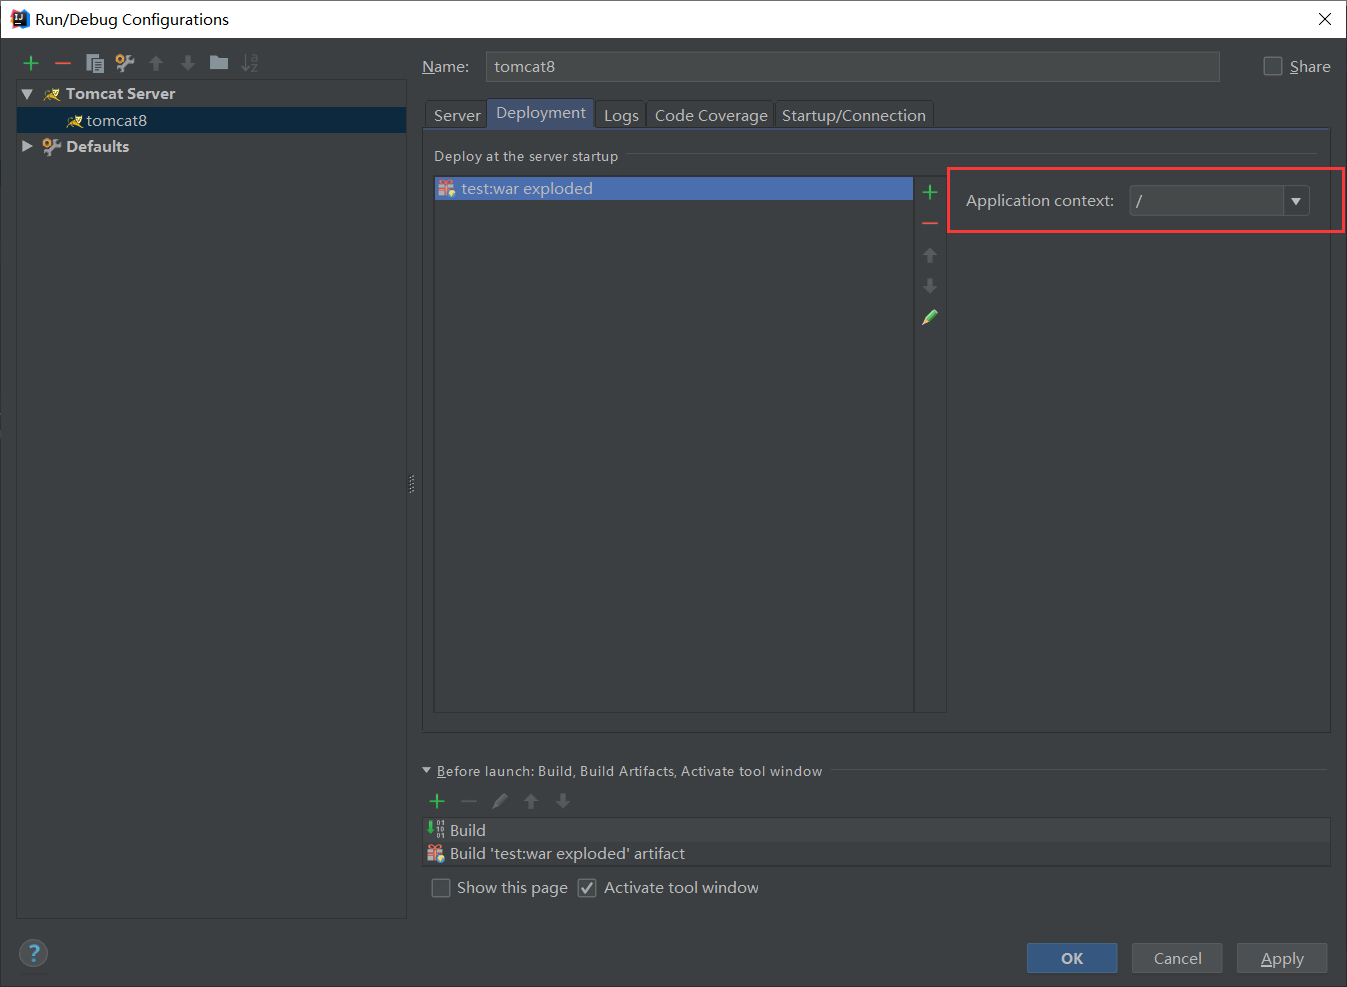 Run/Debug Configurations
Name: tomcat8 Share
Tomcat Server
tomcat8
Defaults
Server Deployment Logs Code Coverage Startup/Connection
Deploy at the server startup
test:war exploded
Application context: /
Before launch: Build, Build Artifacts, Activate tool window
Build
Build 'test:war exploded' artifact
Show this page Activate tool window
? OK Cancel Apply